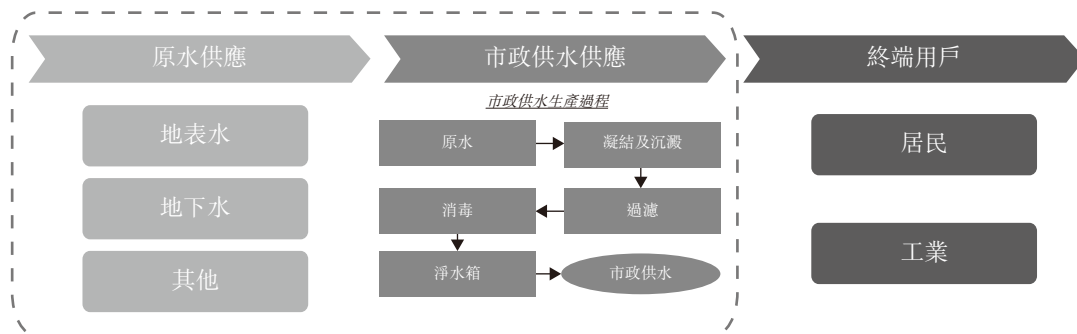 原水供應
市政供水供應
終端用戶
地表水
地下水
其他
市政供水生產過程
原水
凝結及沉澱
消毒
過濾
淨水箱
市政供水
居民
工業